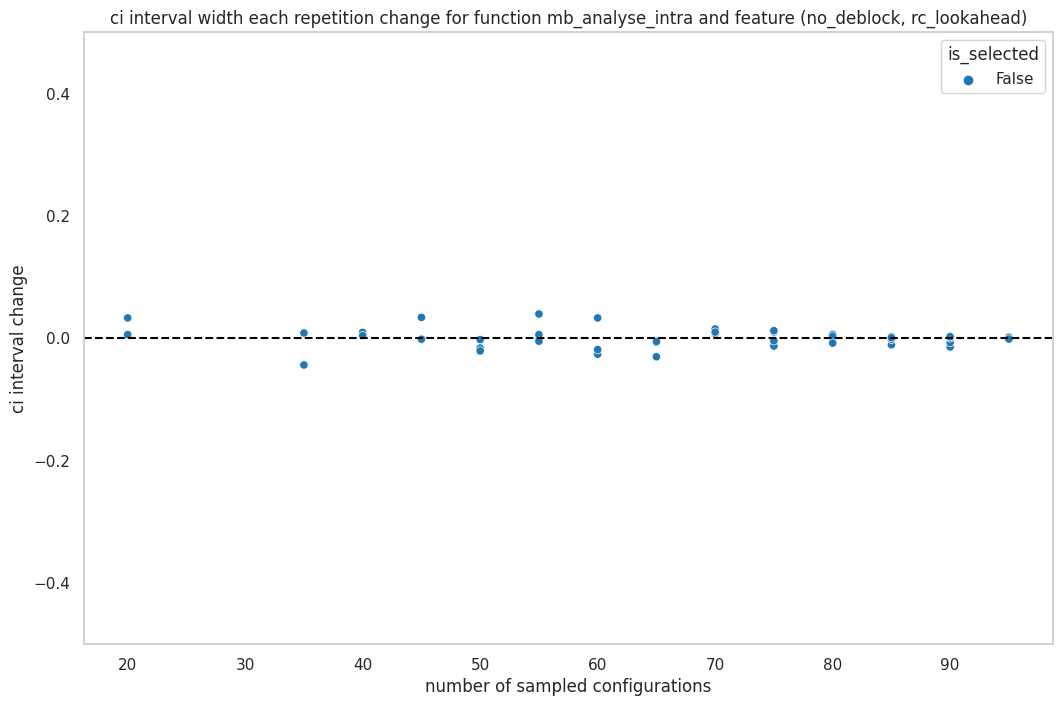 ci interval width each repetition change for function mb_analyse_intra and feature (no_deblock, rc_lookahead)
is_selected
False
ci interval change
0.4
0.2
0.0
−0.2
−0.4
20 30 40 50 60 70 80 90
number of sampled configurations